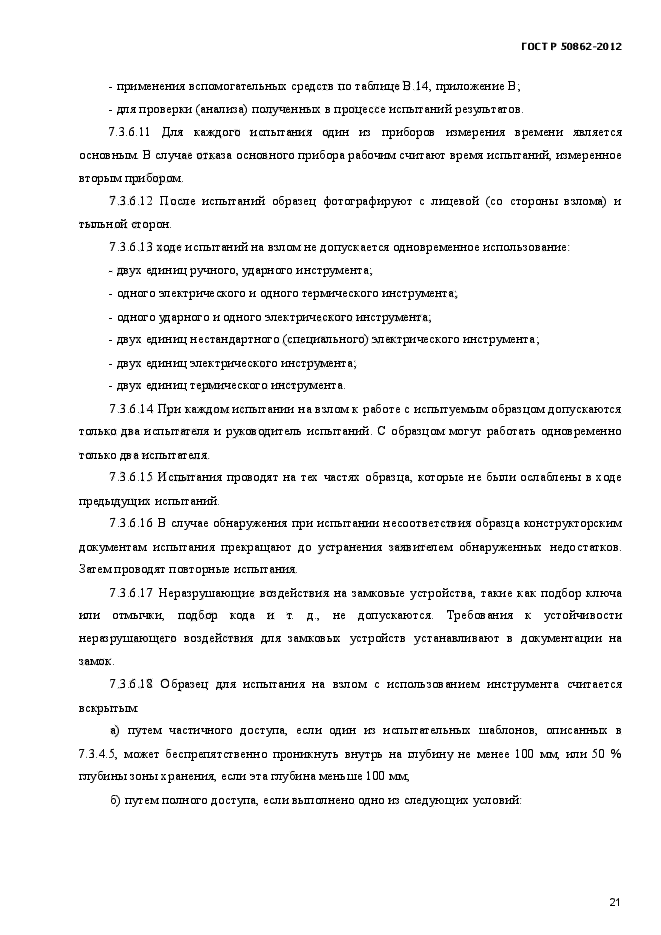 ГОСТ Р 50862-2012
- применения вспомогательных средств по таблице В.14, приложение В;
- для проверки (анализа) полученных в процессе испытаний результатов.
7.3.6.11 Для каждого испытания один из приборов измерения времени является
основным. В случае отказа основного прибора рабочим считают время испытаний, измеренное
вторым прибором.
7.3.6.12 После испытаний образец фотографируют с лицевой (со стороны взлома) и
тыльной сторон.
7.3.6.13 ходе испытаний на взлом не допускается одновременное использование:
- двух единиц ручного, ударного инструмента;
- одного электрического и одного термического инструмента;
- одного ударного и одного электрического инструмента;
- двух единиц нестандартного (специального) электрического инструмента;
- двух единиц электрического инструмента;
- двух единиц термического инструмента.
7.3.6.14 При каждом испытании на взлом к работе с испытуемым образцом допускаются
только два испытателя и руководитель испытаний. С образцом могут работать одновременно
только два испытателя.
7.3.6.15 Испытания проводят на тех частях образца, которые не были ослаблены в ходе
предыдущих испытаний.
7.3.6.16 В случае обнаружения при испытании несоответствия образца конструкторским
документам испытания прекращают до устранения заявителем обнаруженных недостатков.
Затем проводят повторные испытания.
7.3.6.17 Неразрушающие воздействия на замковые устройства, такие как подбор ключа
или отмычки, подбор кода и т. д., не допускаются. Требования к устойчивости
неразрушающего воздействия для замковых устройств устанавливают в документации на
замок.
7.3.6.18 Образец для испытания на взлом с использованием инструмента считается
вскрытым:
а) путем частичного доступа, если один из испытательных шаблонов, описанных в
7.3.4.5, может беспрепятственно проникнуть внутрь на глубину не менее 100 мм, или 50 %
глубины зоны хранения, если эта глубина меньше 100 мм;
б) путем полного доступа, если выполнено одно из следующих условий:
21